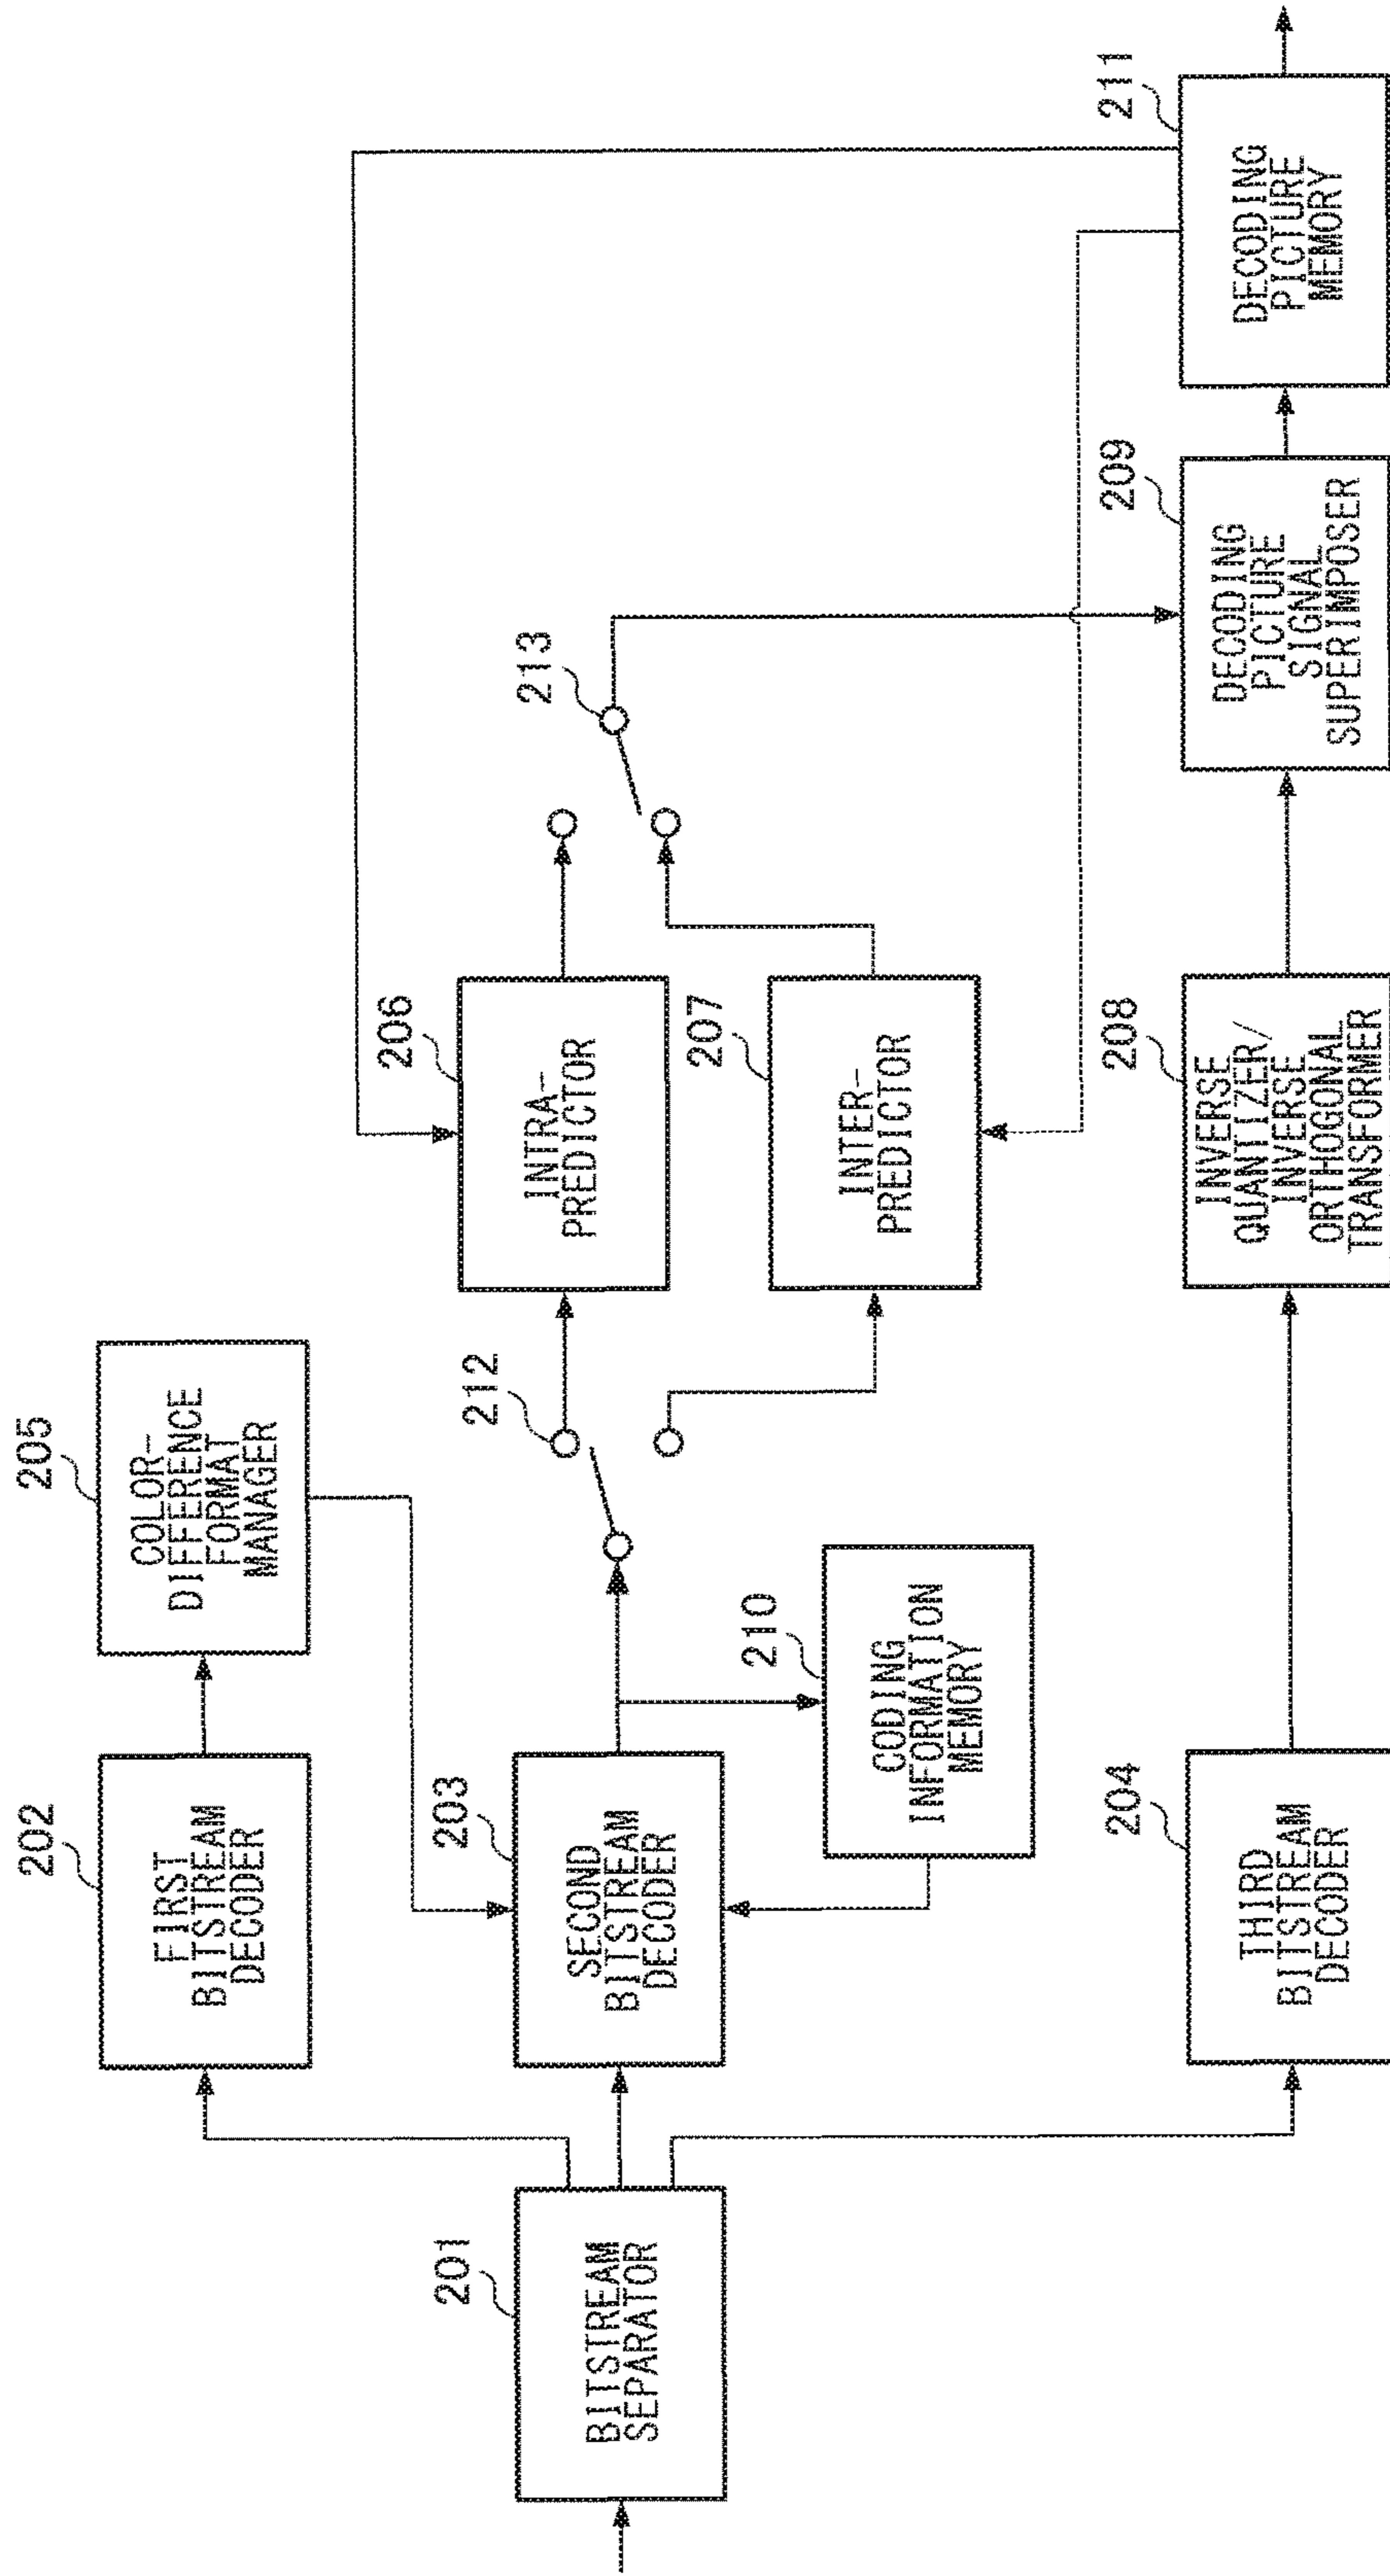 201
BITSTREAM
SEPARATOR
202
FIRST
BITSTREAM
DECODER
205
COLOR-
DIFFERENCE
FORMAT
MANAGER
203
SECOND
BITSTREAM
DECODER
210
CODING
INFORMATION
MEMORY
212
206
INTRA-
PREDICTOR
207
INTER-
PREDICTOR
213
204
THIRD
BITSTREAM
DECODER
208
INVERSE
QUANTIZER/
INVERSE
ORTHOGONAL
TRANSFORMER
209
DECODING
PICTURE
SIGNAL
SUPERIMPOSER
211
DECODING
PICTURE
MEMORY